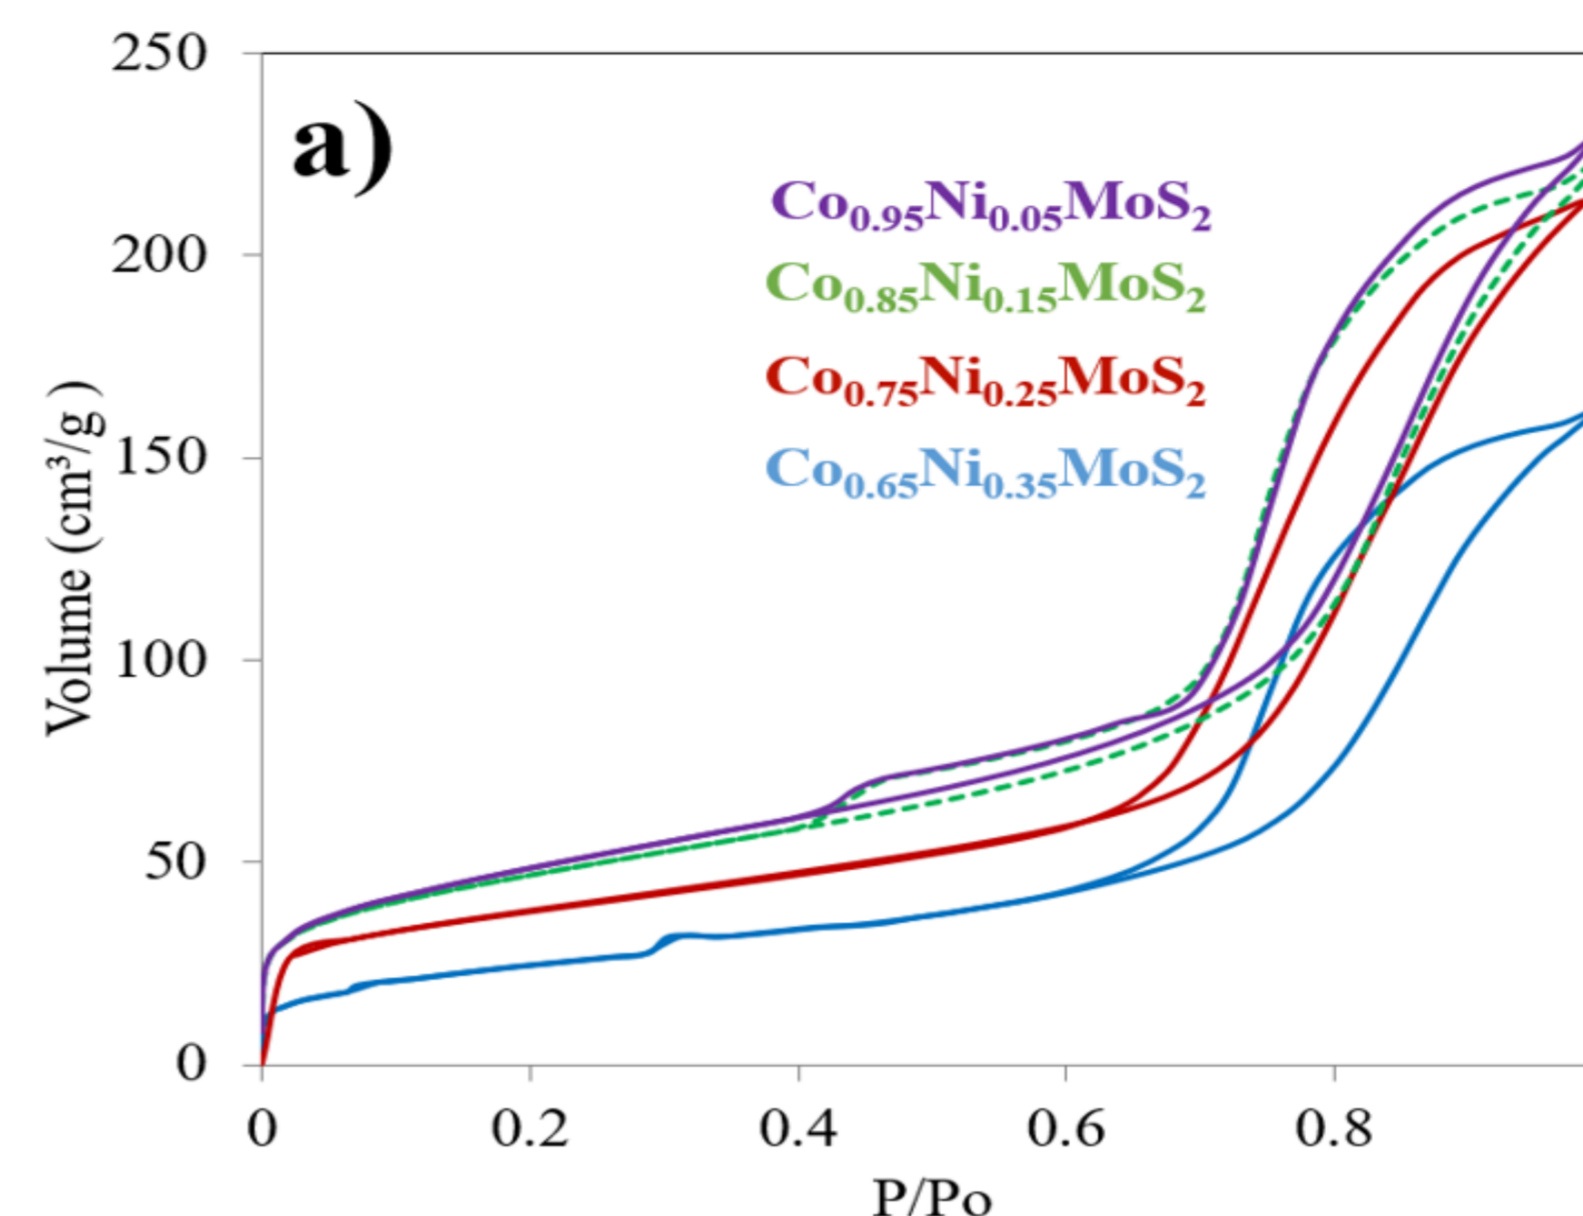 250
a)
Co0.95Ni0.05MoS2
200
Co0.85Ni0.15MoS2
Co0.75Ni0.25MoS2
150
Co0.65Ni0.35MoS2
Volume (cm³/g )
100
50
0
0 0.2 0.4 0.6 0.8
P/Po